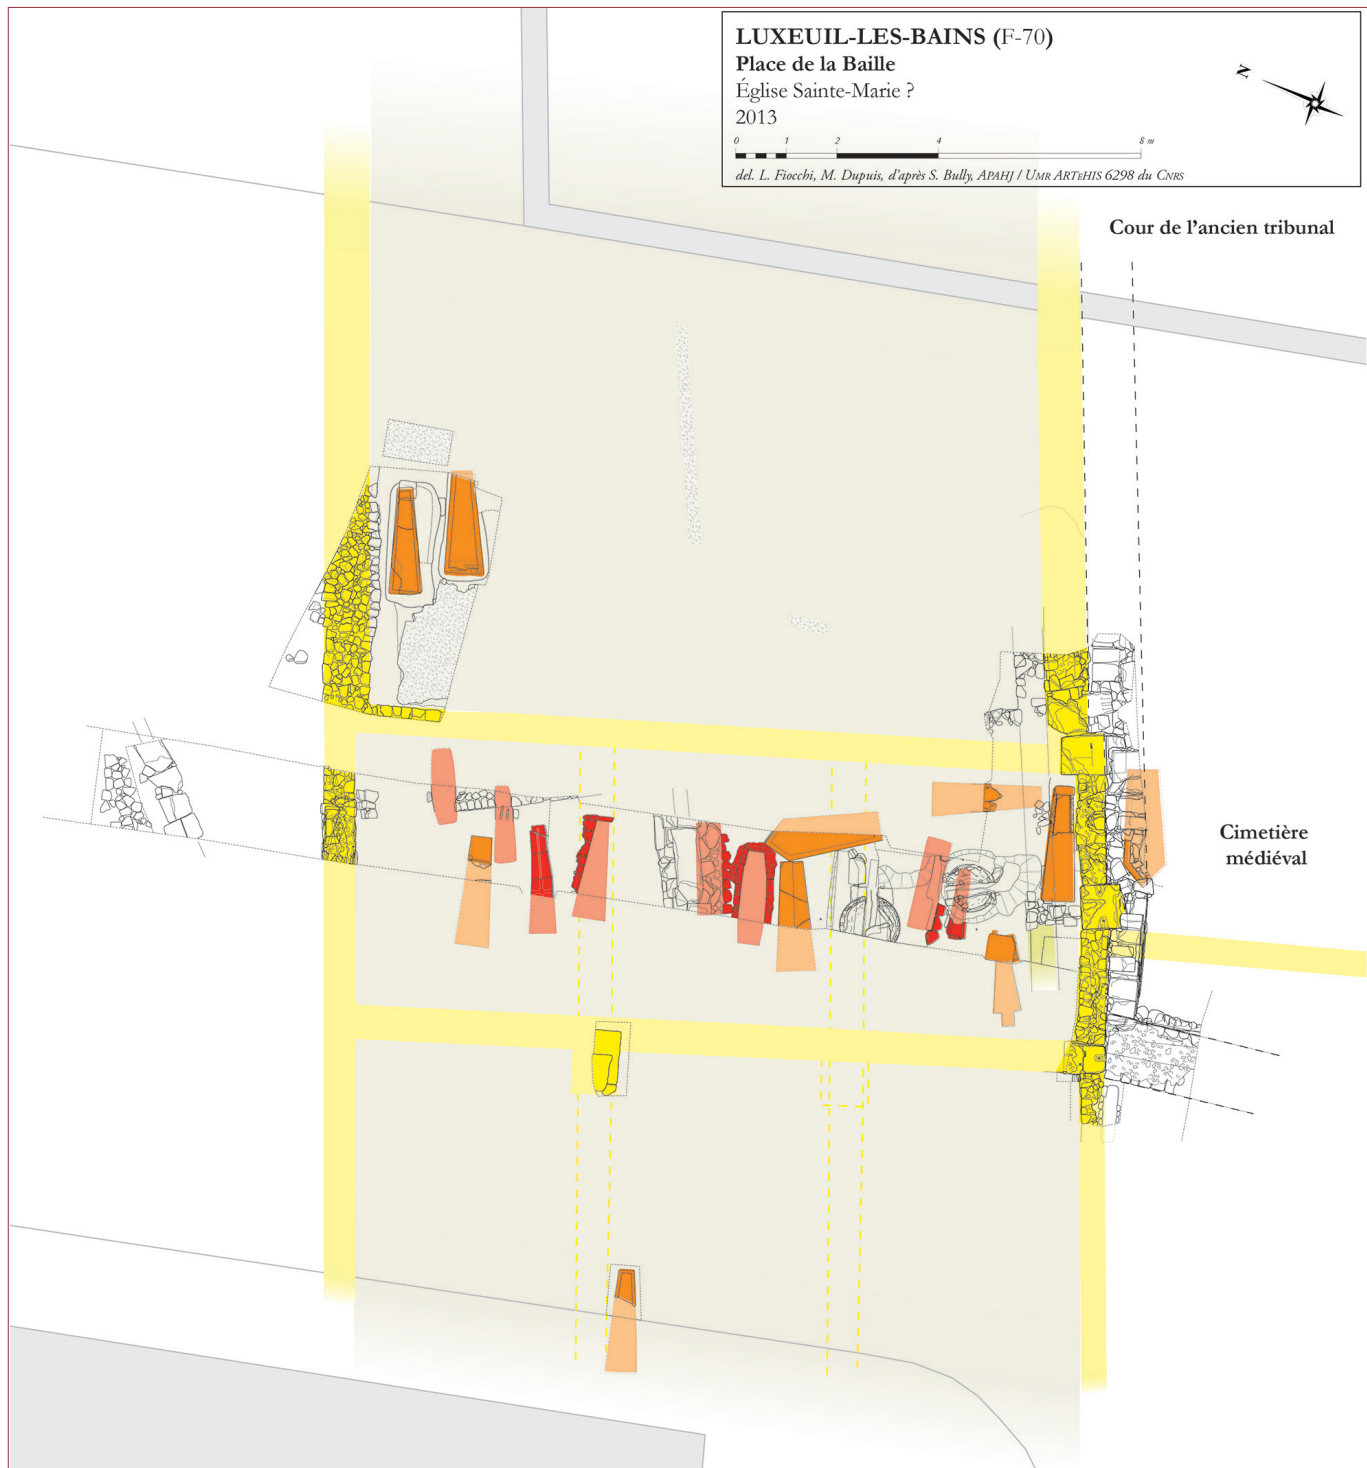 LUXEUIL-LES-BAINS (F-70)
Place de la Baille
Église Sainte-Marie ?
2013
N
0 1 2 4 8 m
del. L. Fiocchi, M. Dupuis, d'après S. Bully, APAHJ / UMR ARTeHIS 6298 du CNRS
Cour de l'ancien tribunal
Cimetière
médiéval